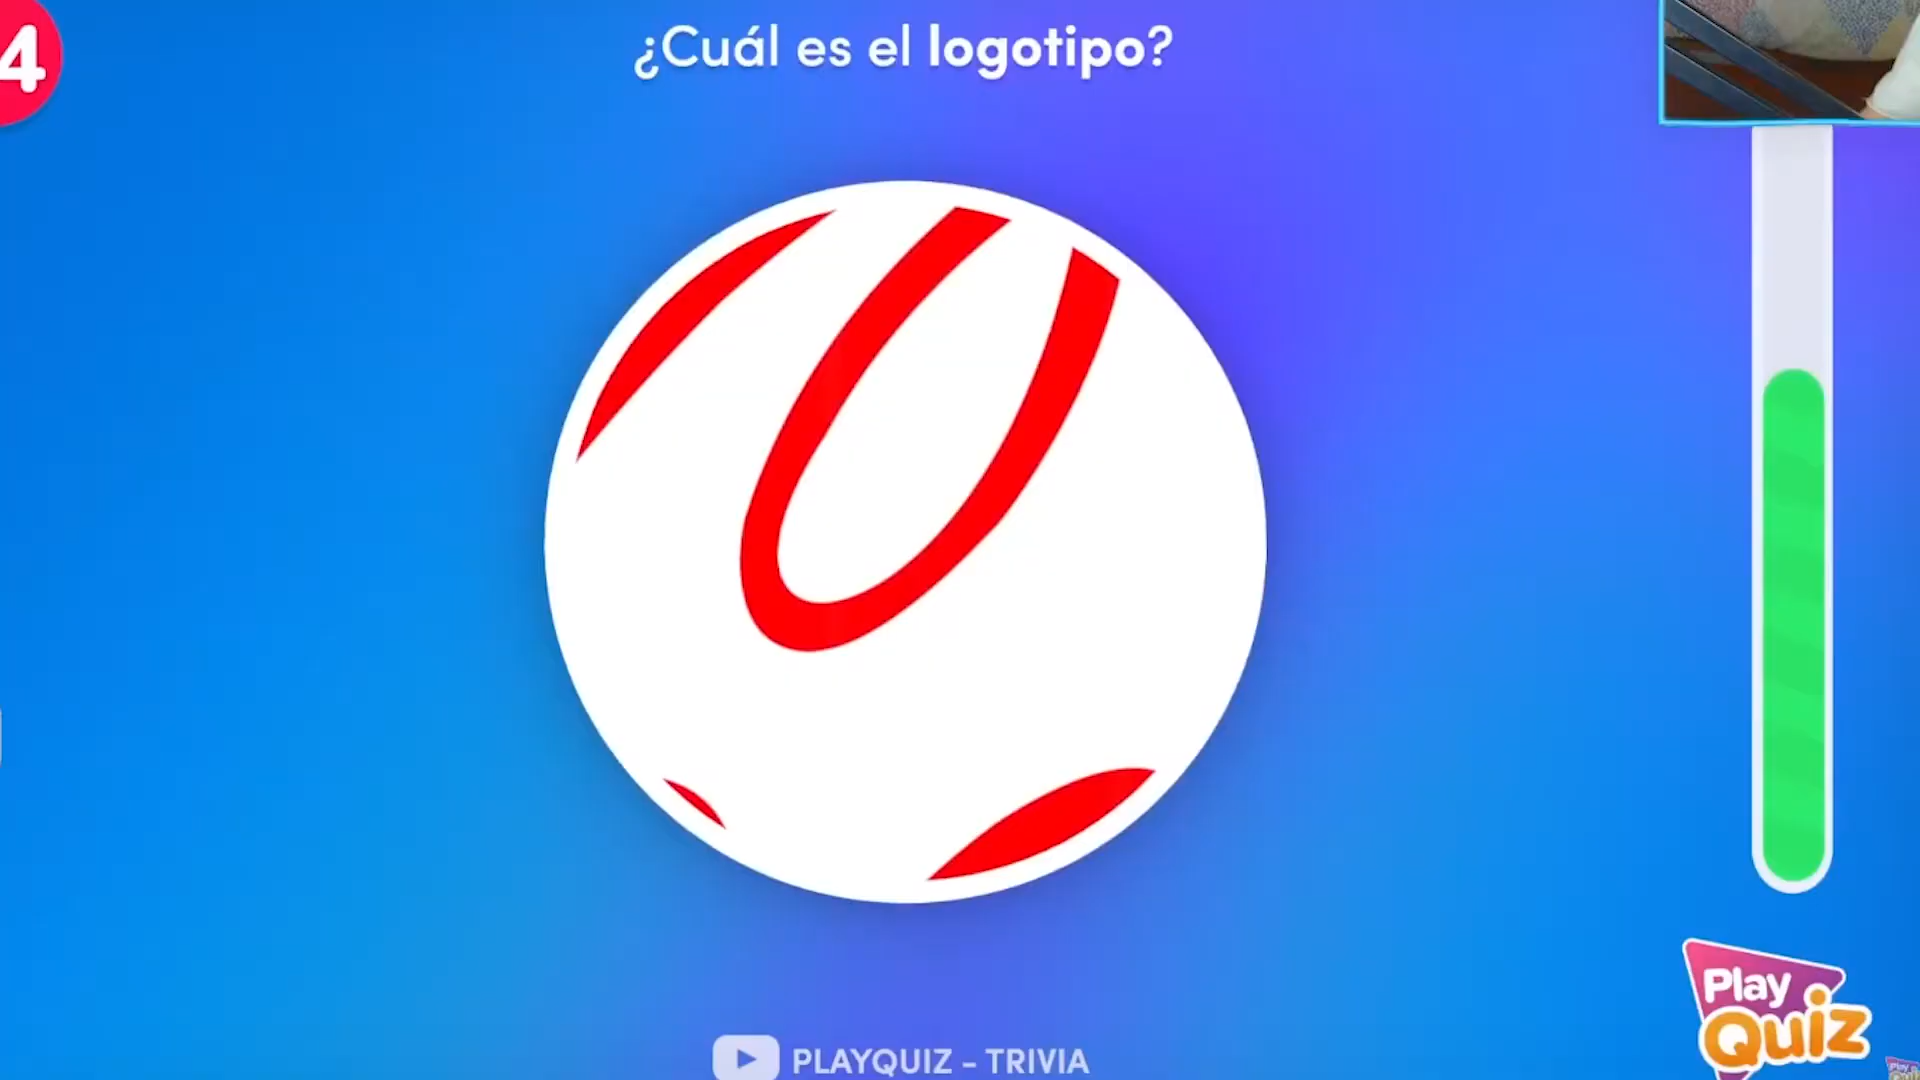 4
¿Cuál es el logotipo?
PLAYQUIZ - TRIVIA
Play
Quiz